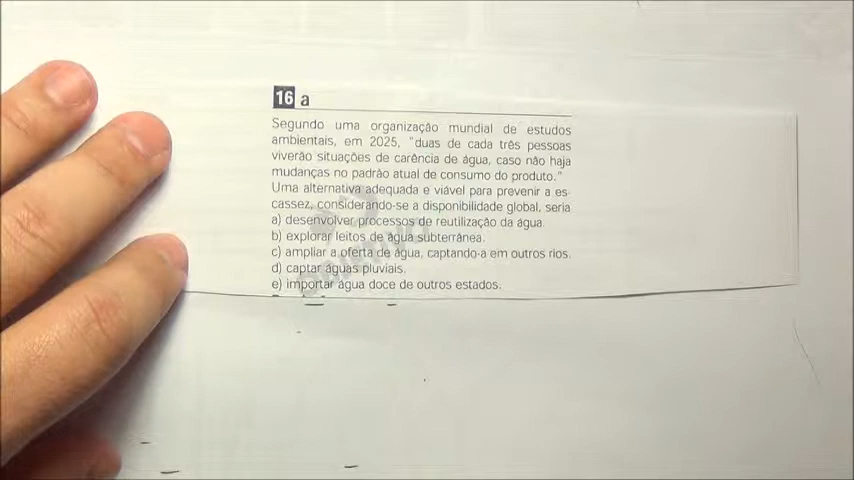 16 a
Segundo uma organização mundial de estudos
ambientais, em 2025, "duas de cada três pessoas
viverão situações de carência de água, caso não haja
mudanças no padrão atual de consumo do produto."
Uma alternativa adequada e viável para prevenir a es-
cassez, considerando-se a disponibilidade global, seria
a) desenvolver processos de reutilização da água.
b) explorar leitos de água subterrânea.
c) ampliar a oferta de água, captando-a em outros rios.
d) captar águas pluviais.
e) importar água doce de outros estados.
OBJETIVO